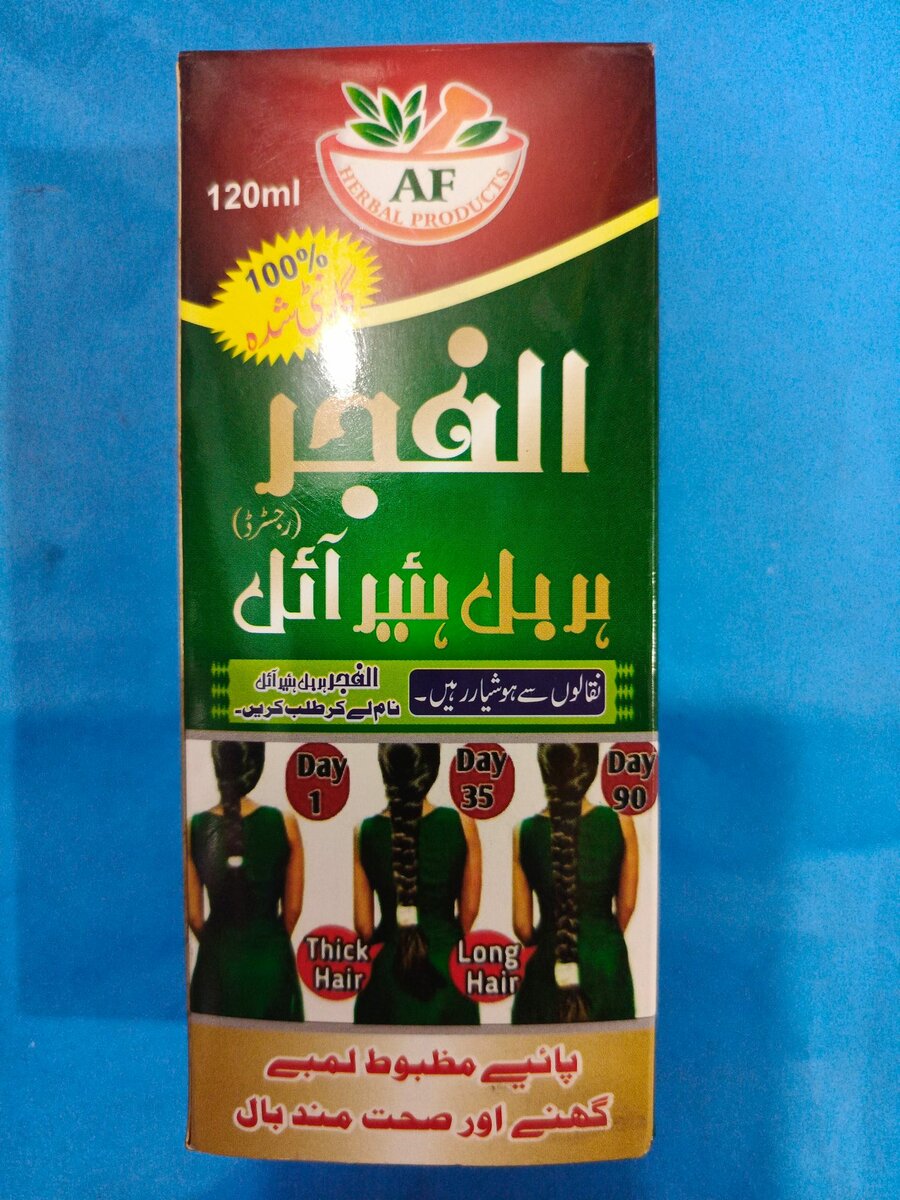 AF
HERBAL PRODUCTS
120ml
100%
گارنٹی شدہ
الفجر
(رجسٹرڈ)
ہربل ہئیر آئل
نقالوں سے ہوشیار رہیں۔
الفجر ہربل ہئیر آئل
نام لے کر طلب کریں۔
Day
1
Day
35
Day
90
Thick
Hair
Long
Hair
پائیے مظبوط لمبے
گھنے اور صحت مند بال